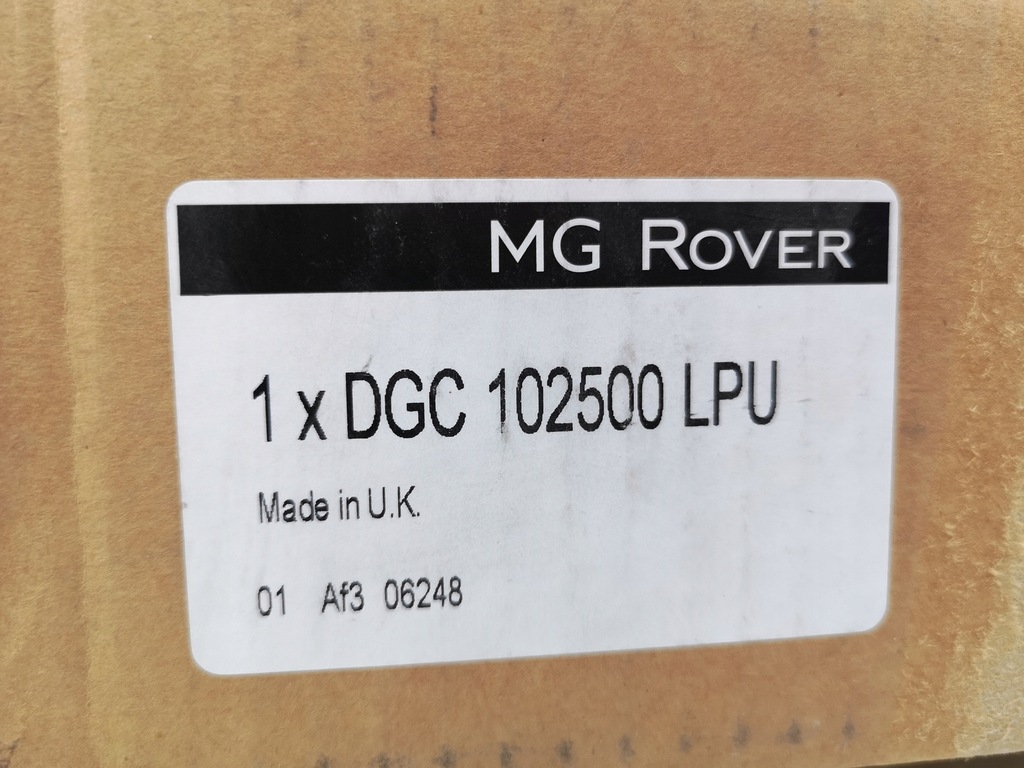 MG ROVER
1 x DGC 102500 LPU
Made in U.K.
01 Af3 06248